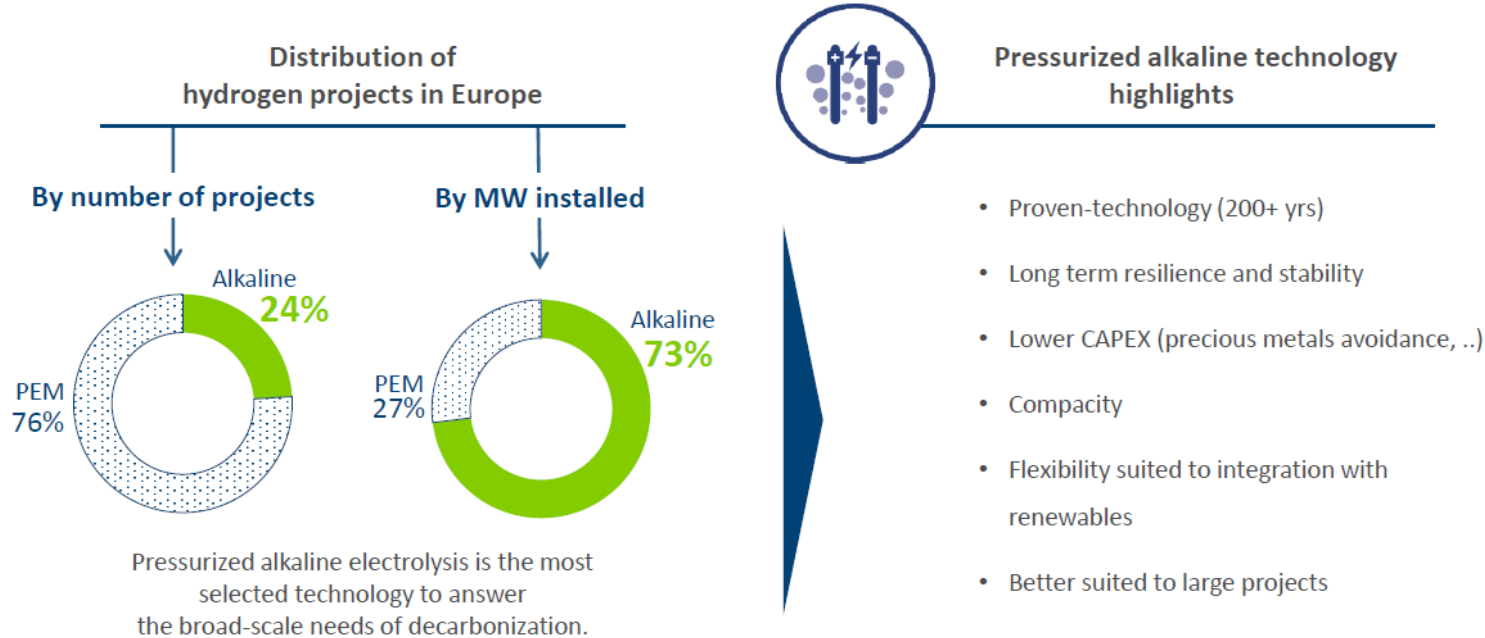 Distribution of
hydrogen projects in Europe
By number of projects
By MW installed
Alkaline
24%
PEM
76%
Alkaline
73%
PEM
27%
Pressurized alkaline electrolysis is the most
selected technology to answer
the broad-scale needs of decarbonization.
Pressurized alkaline technology
highlights
• Proven-technology (200+ yrs)
• Long term resilience and stability
• Lower CAPEX (precious metals avoidance, ..)
• Compacity
• Flexibility suited to integration with
renewables
• Better suited to large projects